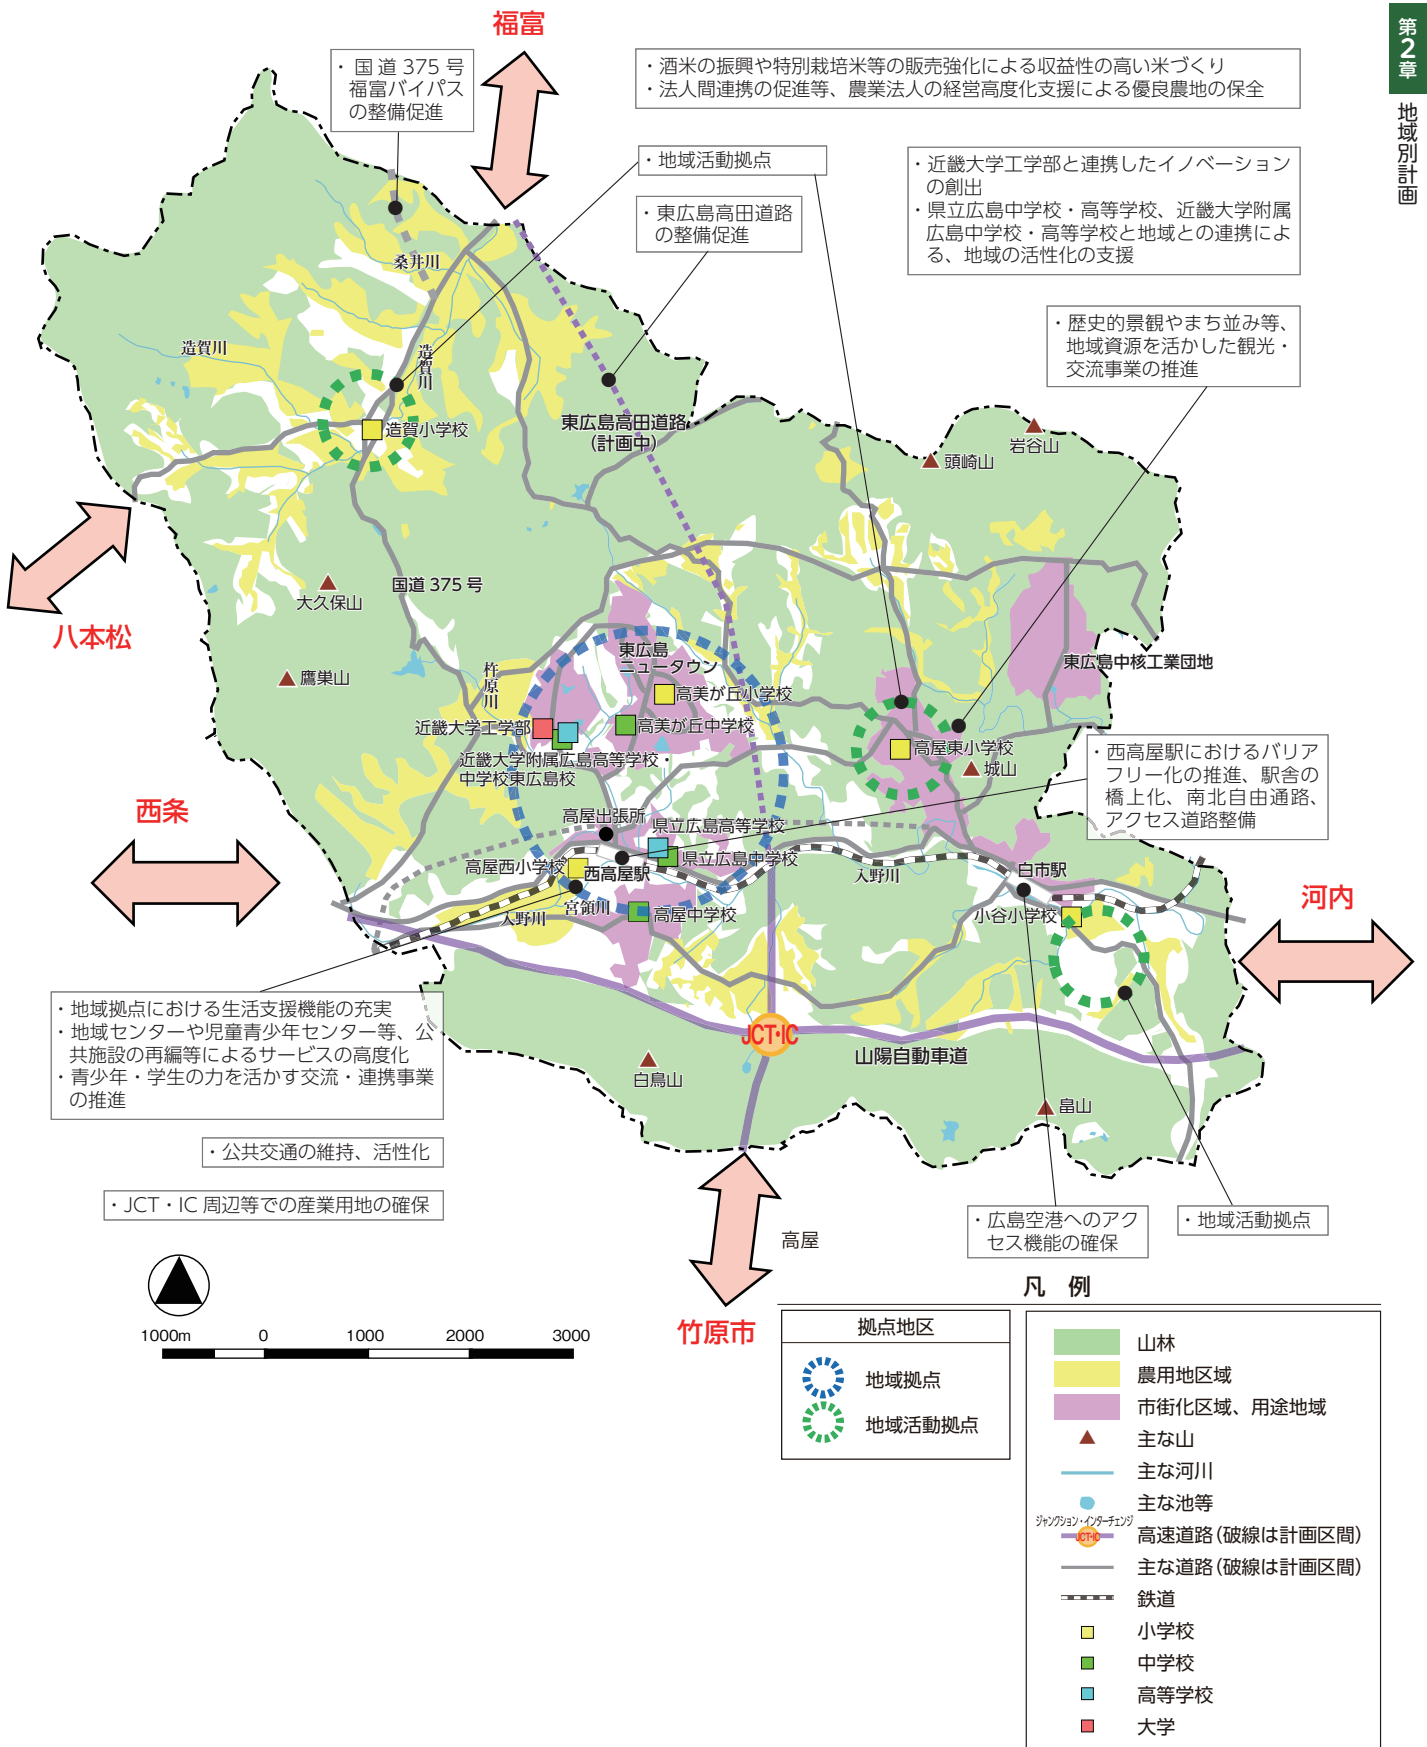 第2章
地域別計画
福富
・国道375号
福富バイパス
の整備促進
・酒米の振興や特別栽培米等の販売強化による収益性の高い米づくり
・法人間連携の促進等、農業法人の経営高度化支援による優良農地の保全
・地域活動拠点
・近畿大学工学部と連携したイノベーション
の創出
・県立広島中学校・高等学校、近畿大学附属
広島中学校・高等学校と地域との連携によ
る、地域の活性化の支援
・東広島高田道路
の整備促進
・歴史的景観やまち並み等、
地域資源を活かした観光・
交流事業の推進
桑井川
造賀川
造賀川
造賀小学校
東広島高田道路
(計画中)
岩谷山
頭崎山
国道375号
大久保山
八本松
鷹巣山
杵原川
東広島
ニュータウン
東広島中核工業団地
高美が丘小学校
近畿大学工学部
高美が丘中学校
近畿大学附属広島高等学校・
中学校東広島校
高屋東小学校
城山
・西高屋駅におけるバリア
フリー化の推進、駅舎の
橋上化、南北自由通路、
アクセス道路整備
西条
高屋出張所
県立広島高等学校
県立広島中学校
高屋西小学校
西高屋駅
入野川
白市駅
河内
入野川
宮領川
高屋中学校
小谷小学校
・地域拠点における生活支援機能の充実
・地域センターや児童青少年センター等、公
共施設の再編等によるサービスの高度化
・青少年・学生の力を活かす交流・連携事業
の推進
JCT・IC
山陽自動車道
白鳥山
畠山
・公共交通の維持、活性化
・JCT・IC 周辺等での産業用地の確保
・広島空港へのアク
セス機能の確保
・地域活動拠点
高屋
竹原市
1000m 0 1000 2000 3000
凡 例
拠点地区
地域拠点
地域活動拠点
山林
農用地区域
市街化区域、用途地域
主な山
主な河川
主な池等
ジャンクション・インターチェンジ
JCT・IC
高速道路(破線は計画区間)
主な道路(破線は計画区間)
鉄道
小学校
中学校
高等学校
大学